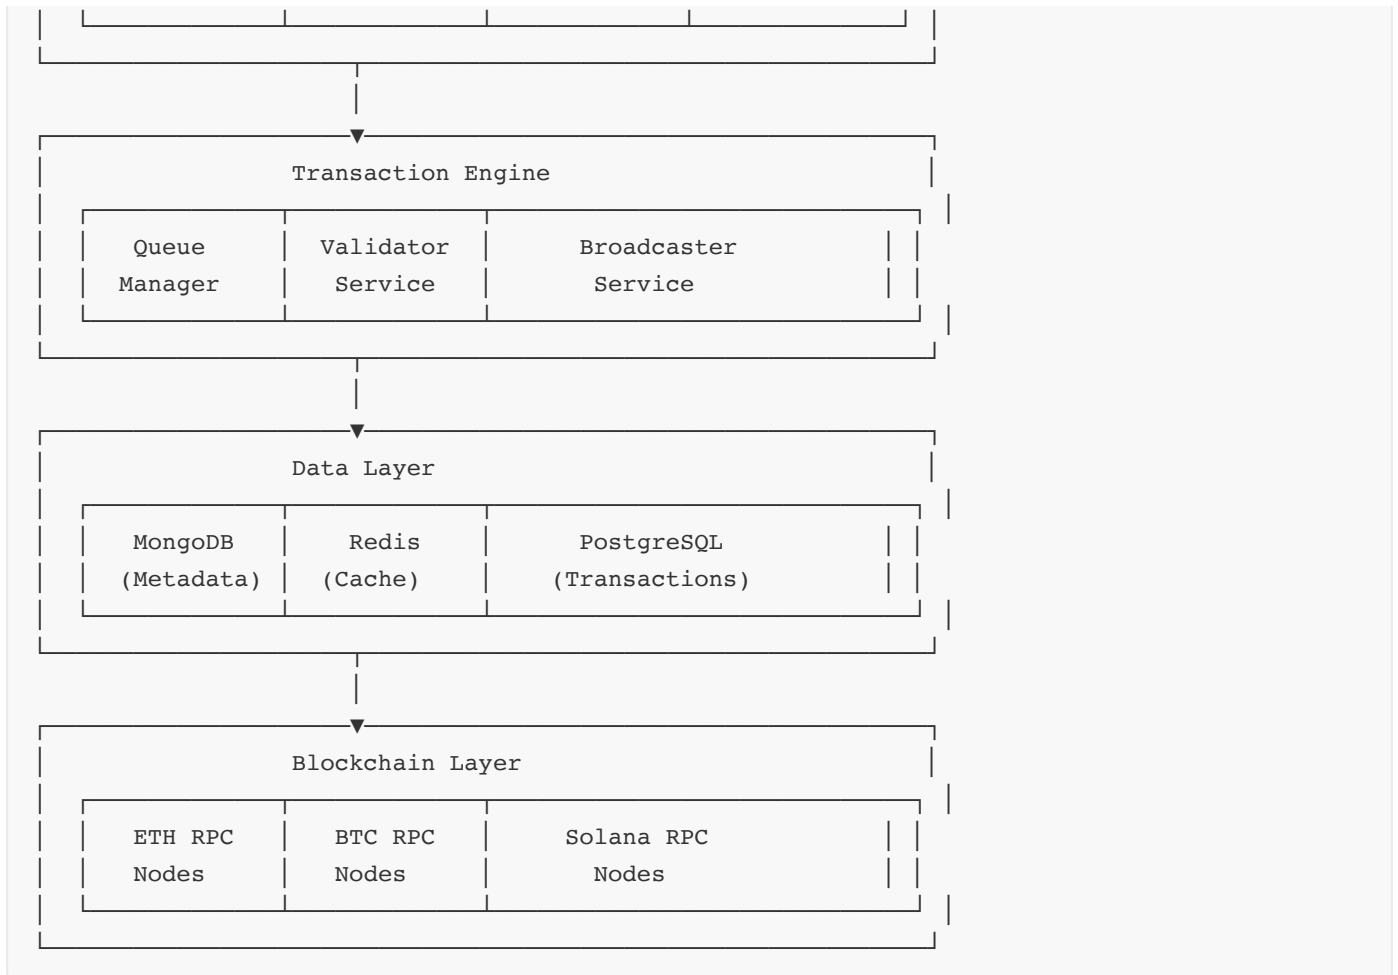 Transaction Engine
Queue Validator Broadcaster
Manager Service Service
Data Layer
MongoDB Redis PostgreSQL
(Metadata) (Cache) (Transactions)
Blockchain Layer
ETH RPC BTC RPC Solana RPC
Nodes Nodes Nodes